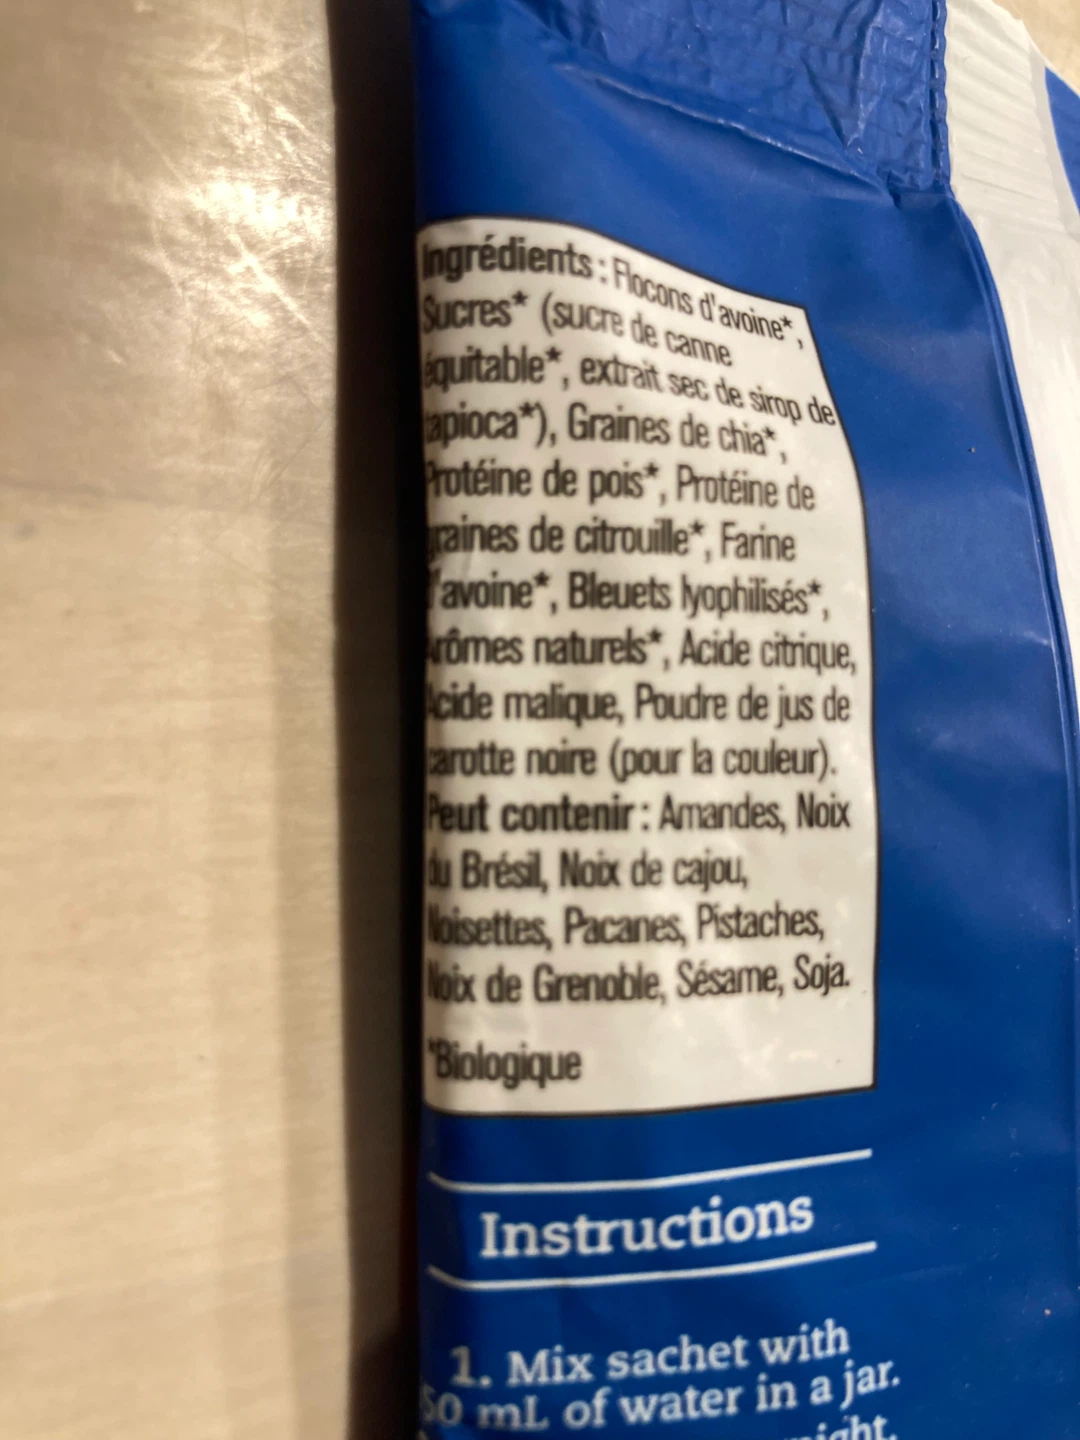 Ingrédients : Flocons d'avoine*,
Sucres* (sucre de canne
équitable*, extrait sec de sirop de
tapioca*), Graines de chia*,
Protéine de pois*, Protéine de
graines de citrouille*, Farine
d'avoine*, Bleuets lyophilisés*,
Arômes naturels*, Acide citrique,
Acide malique, Poudre de jus de
carotte noire (pour la couleur).
Peut contenir : Amandes, Noix
du Brésil, Noix de cajou,
Noisettes, Pacanes, Pistaches,
Noix de Grenoble, Sésame, Soja.
*Biologique
Instructions
1. Mix sachet with
mL of water in a jar.